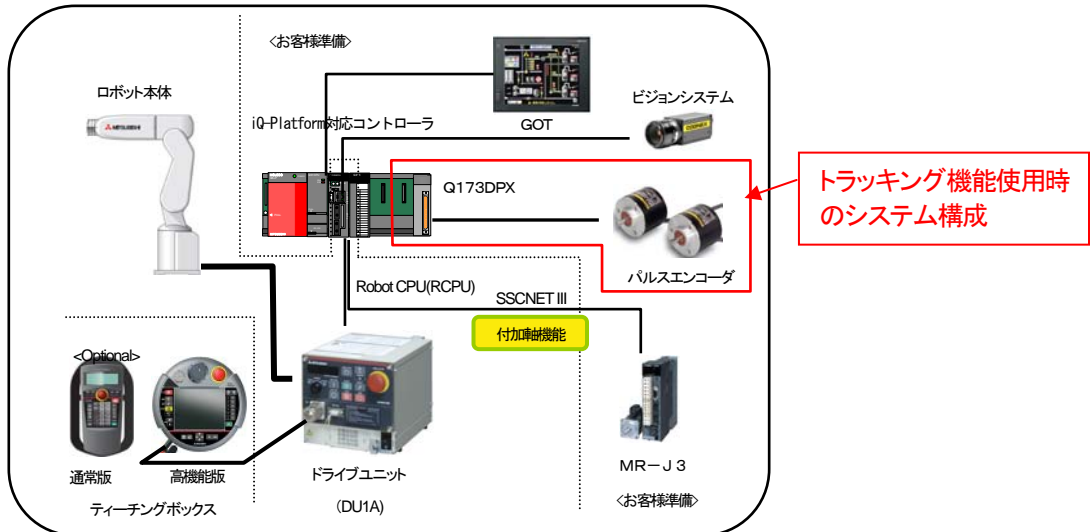 〈お客様準備〉
ロボット本体
ビジョンシステム
iQ-Platform対応コントローラ
GOT
MITSUBISHI
Q173DPX
トラッキング機能使用時
のシステム構成
パルスエンコーダ
Robot CPU(RCPU)
SSCNET III
付加軸機能
<Optional>
通常版
高機能版
ティーチングボックス
ドライブユニット
(DU1A)
MR-J3
〈お客様準備〉